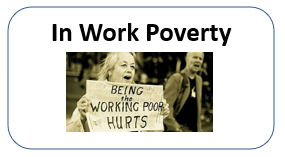 In Work Poverty
BEING
the
WORKING POOR
HURTS